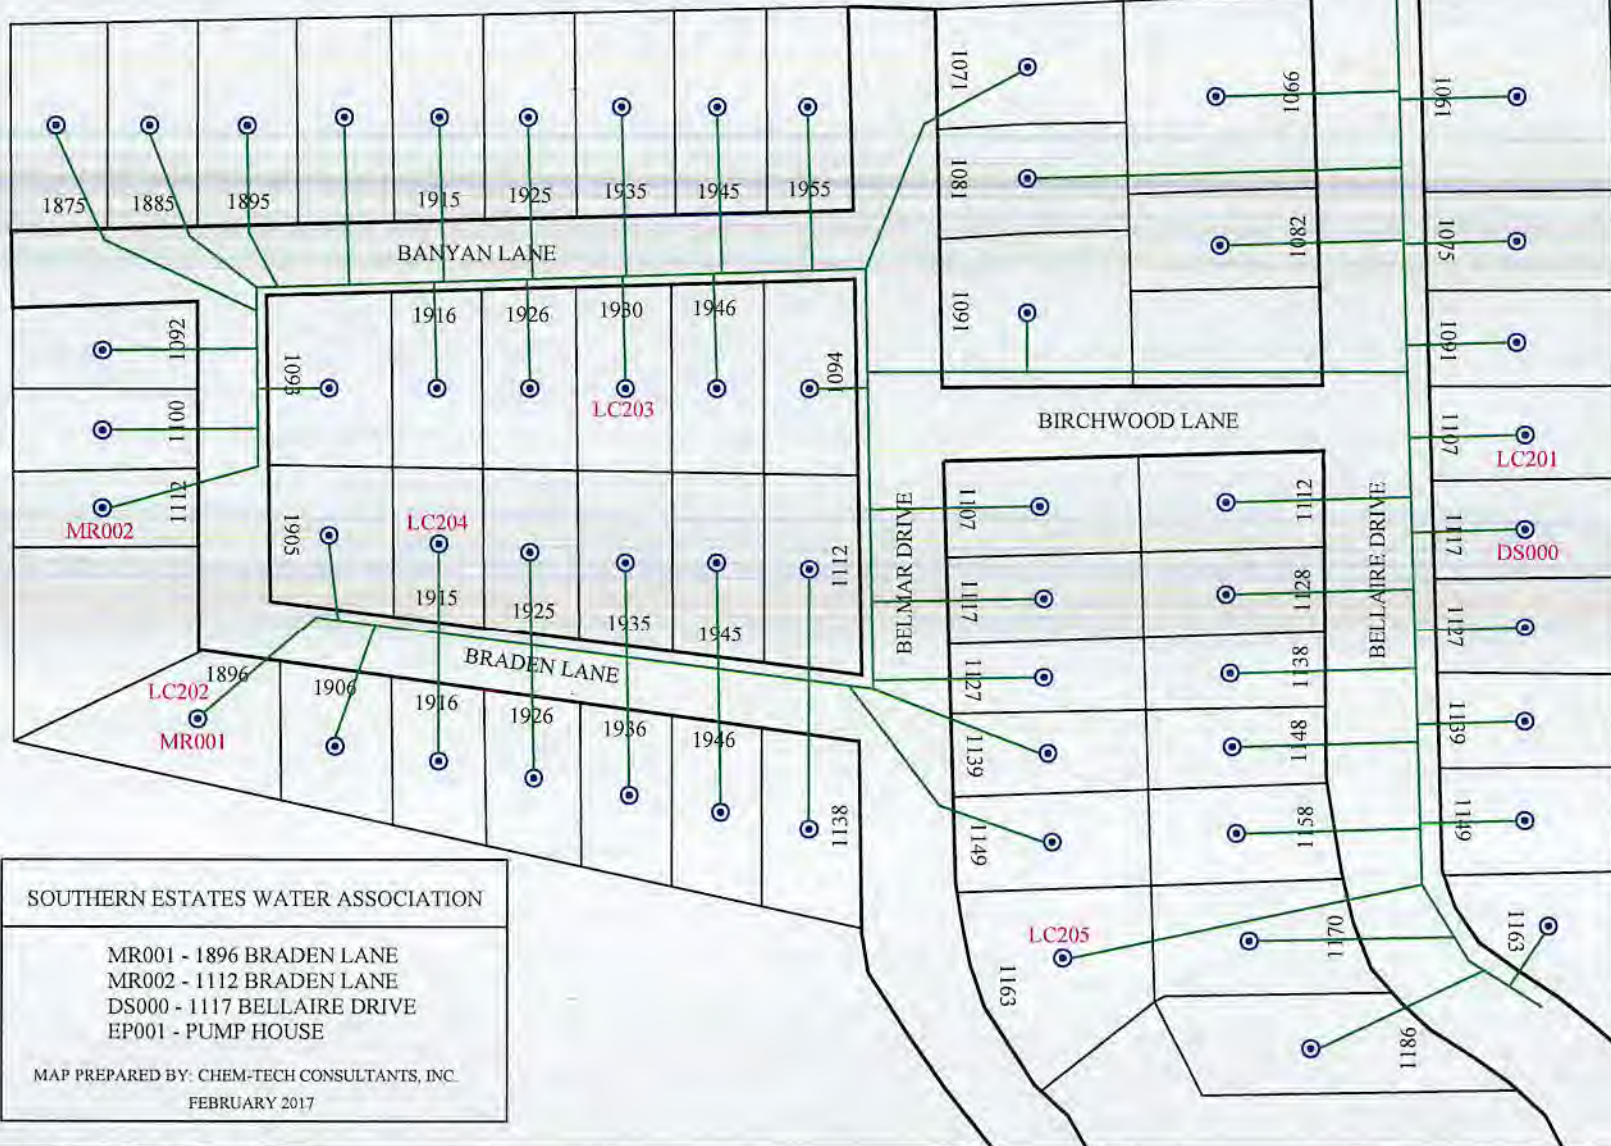 1071
1066
1061
1875
1885
1895
1915
1925
1935
1945
1955
1081
1082
1075
BANYAN LANE
1092
1916
1926
1930
1946
1091
1091
1093
1094
LC203
1100
BIRCHWOOD LANE
1107
LC201
1112
MR002
1905
LC204
1915
1925
1935
1945
1112
BELMAR DRIVE
1107
1112
BELLAIRE DRIVE
1117
DS000
1117
1128
1127
BRADEN LANE
1896
LC202
MR001
1906
1916
1926
1936
1946
1138
1127
1138
1139
1139
1148
1149
1158
1149
LC205
1163
1170
1163
1186
SOUTHERN ESTATES WATER ASSOCIATION
MR001 - 1896 BRADEN LANE
MR002 - 1112 BRADEN LANE
DS000 - 1117 BELLAIRE DRIVE
EP001 - PUMP HOUSE
MAP PREPARED BY: CHEM-TECH CONSULTANTS, INC.
FEBRUARY 2017